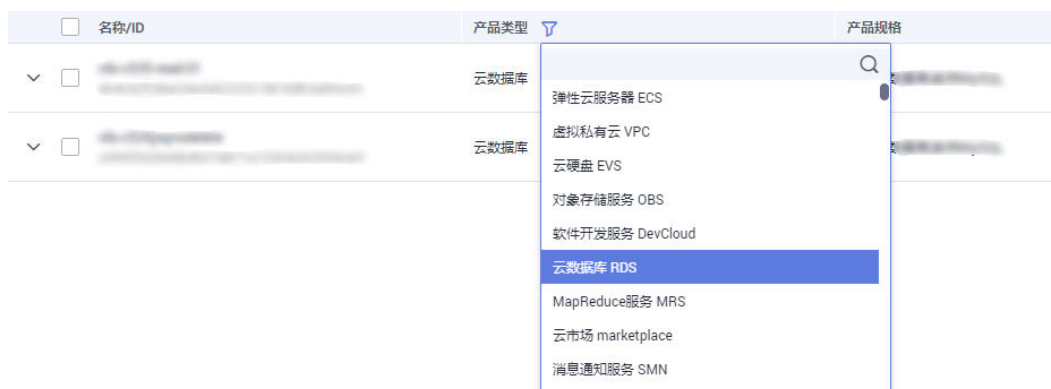 名称/ID 产品类型 产品规格
云数据库
弹性云服务器 ECS
虚拟私有云 VPC
云数据库
云硬盘 EVS
对象存储服务 OBS
软件开发服务 DevCloud
云数据库 RDS
MapReduce服务 MRS
云市场 marketplace
消息通知服务 SMN